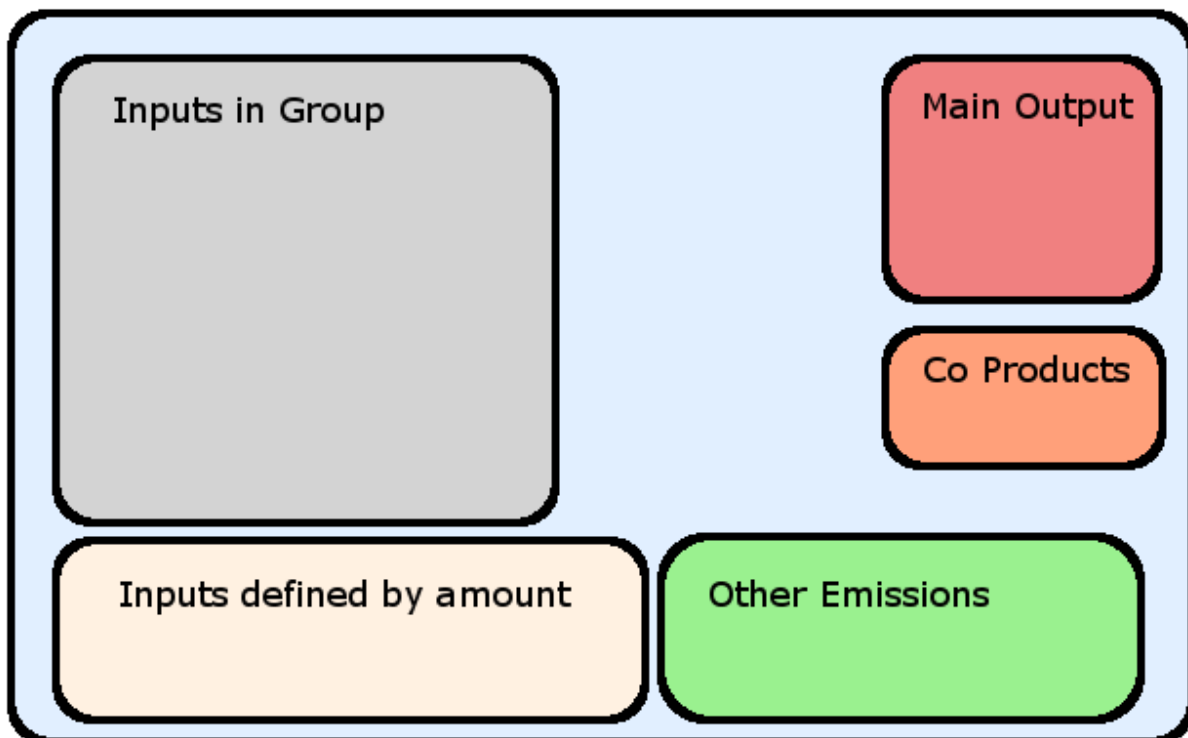 Inputs in Group
Main Output
Co Products
Inputs defined by amount
Other Emissions